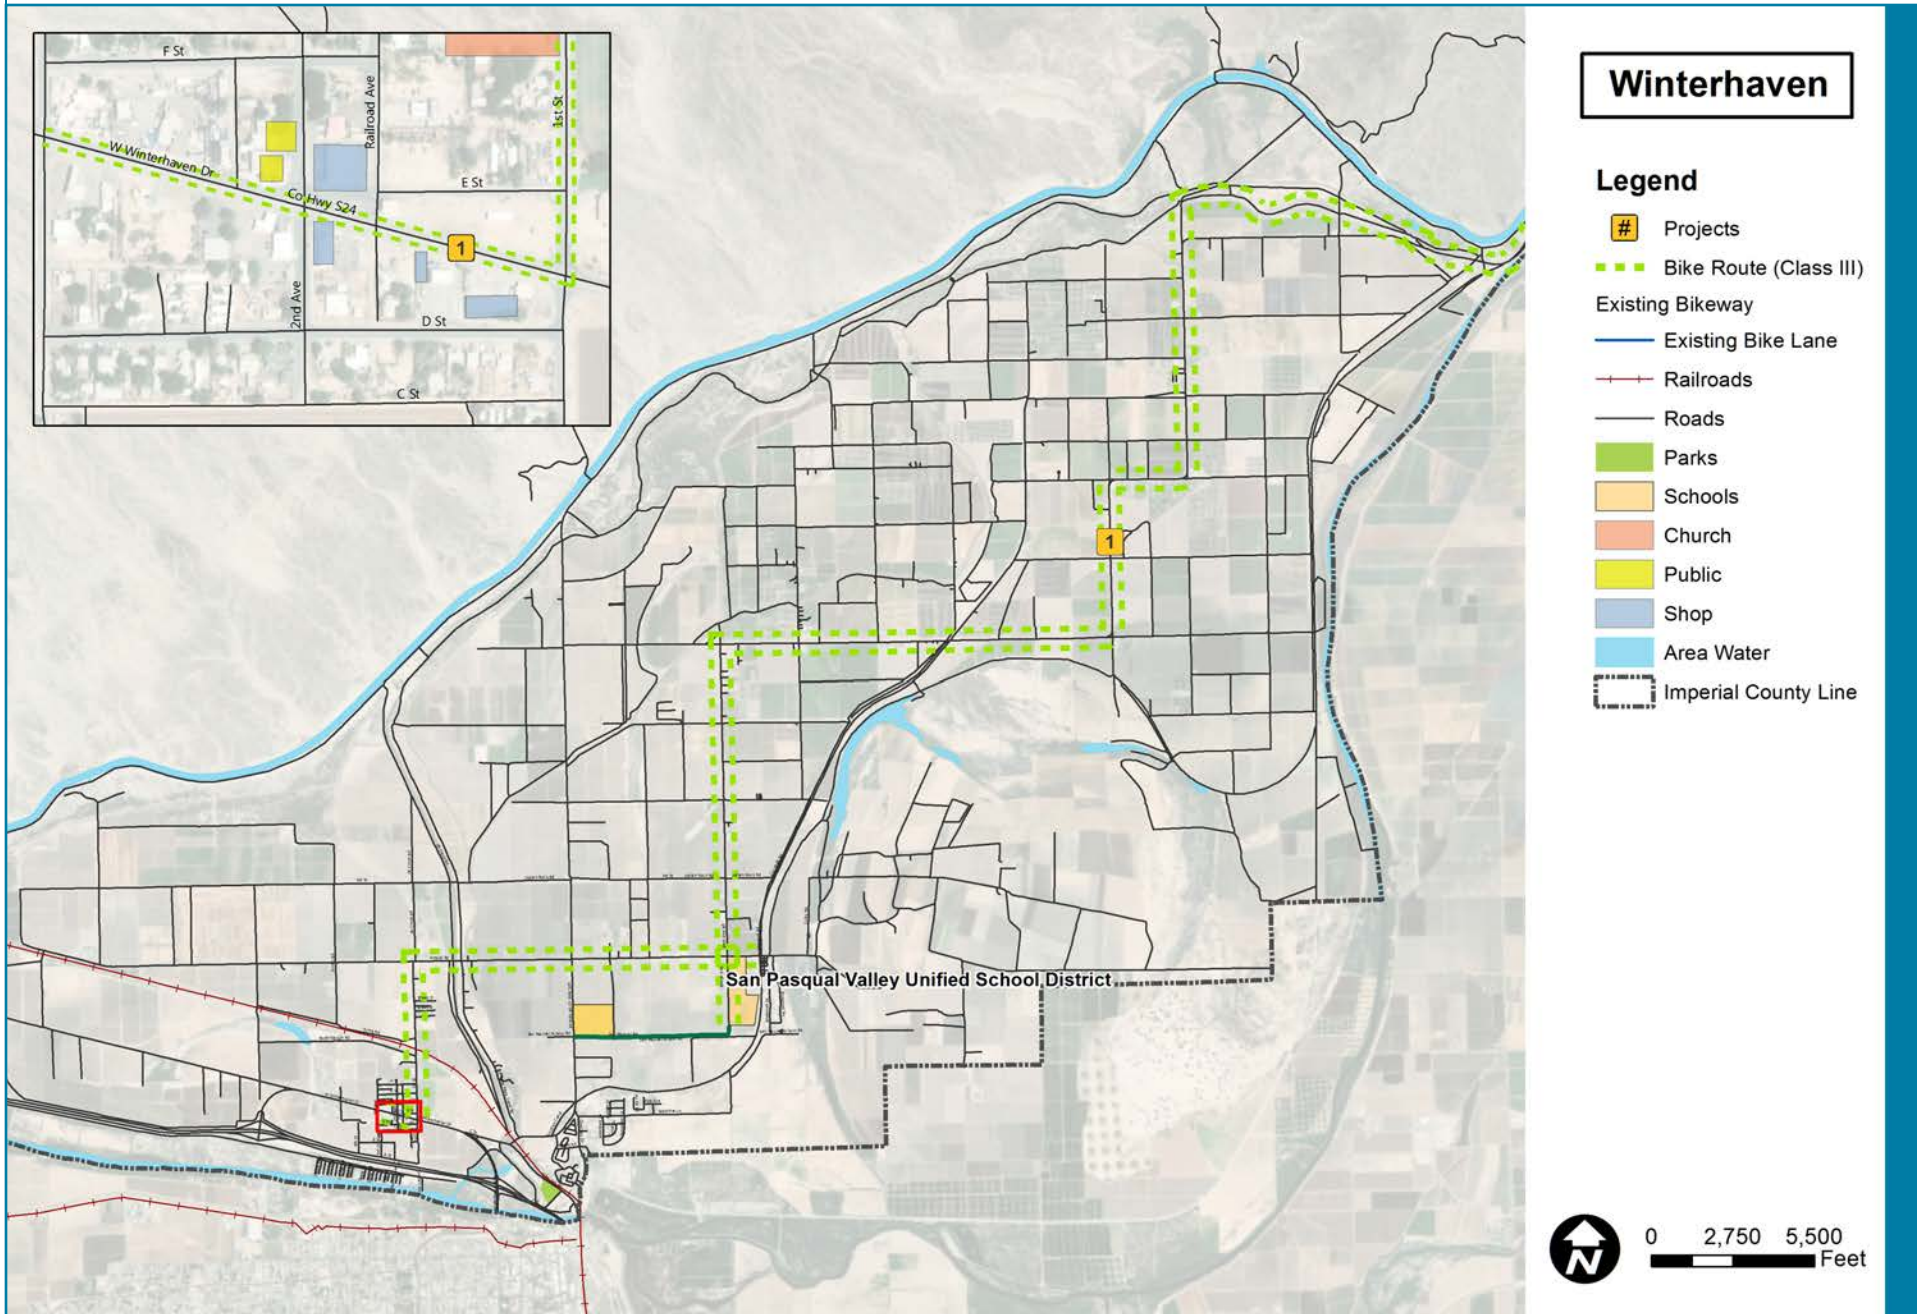 Winterhaven
Legend
# Projects
Bike Route (Class III)
Existing Bikeway
Existing Bike Lane
Railroads
Roads
Parks
Schools
Church
Public
Shop
Area Water
Imperial County Line
N
0 2,750 5,500
Feet
F St
Railroad Ave
1st St
W Winterhaven Dr
E St
Co Hwy S24
1
2nd Ave
D St
C St
1
San Pasqual Valley Unified School District